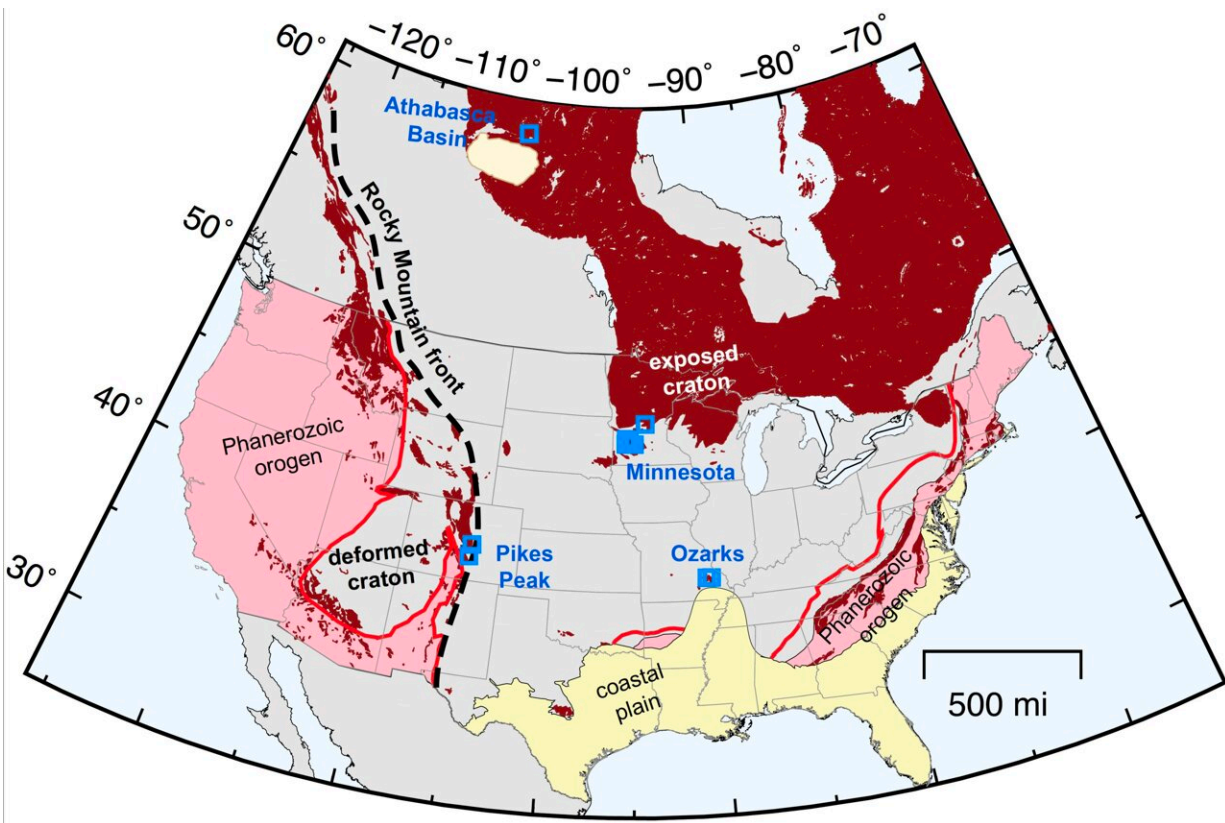 −120°
−110°
−100°
−90°
−80°
−70°
60°
50°
40°
30°
Athabasca
Basin
Rocky Mountain front
exposed
craton
Phanerozoic
orogen
Minnesota
deformed
craton
Pikes
Peak
Ozarks
Phanerozoic
orogen
coastal
plain
500 mi